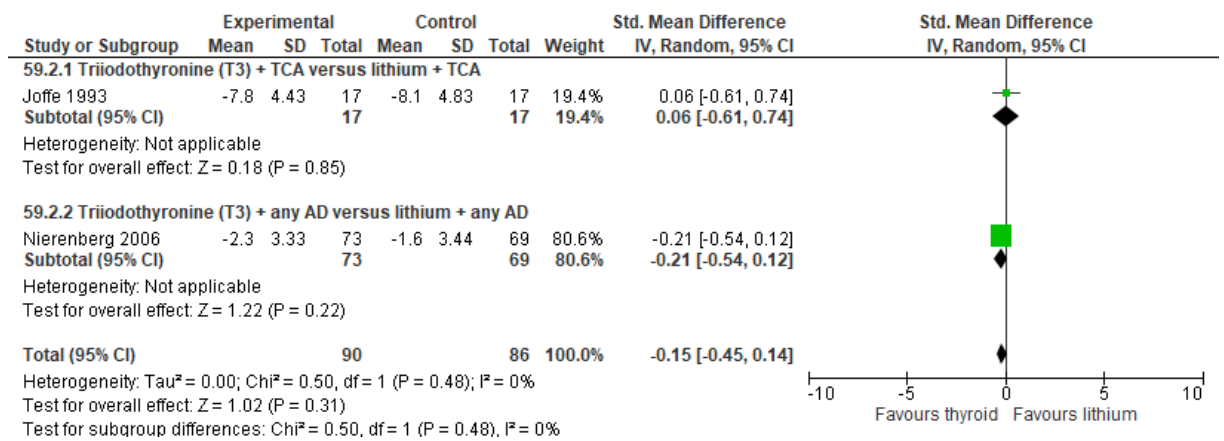 Experimental Control Std. Mean Difference Std. Mean Difference
Study or Subgroup Mean SD Total Mean SD Total Weight IV, Random, 95% CI IV, Random, 95% CI
59.2.1 Triiodothyronine (T3) + TCA versus lithium + TCA
Joffe 1993 -7.8 4.43 17 -8.1 4.83 17 19.4% 0.06 [-0.61, 0.74]
Subtotal (95% CI) 17 17 19.4% 0.06 [-0.61, 0.74]
Heterogeneity: Not applicable
Test for overall effect: Z = 0.18 (P = 0.85)
59.2.2 Triiodothyronine (T3) + any AD versus lithium + any AD
Nierenberg 2006 -2.3 3.33 73 -1.6 3.44 69 80.6% -0.21 [-0.54, 0.12]
Subtotal (95% CI) 73 69 80.6% -0.21 [-0.54, 0.12]
Heterogeneity: Not applicable
Test for overall effect: Z = 1.22 (P = 0.22)
Total (95% CI) 90 86 100.0% -0.15 [-0.45, 0.14]
Heterogeneity: Tau² = 0.00; Chi² = 0.50, df = 1 (P = 0.48); I² = 0%
Test for overall effect: Z = 1.02 (P = 0.31)
Test for subgroup differences: Chi² = 0.50, df = 1 (P = 0.48), I² = 0%
-10 -5 0 5 10
Favours thyroid Favours lithium